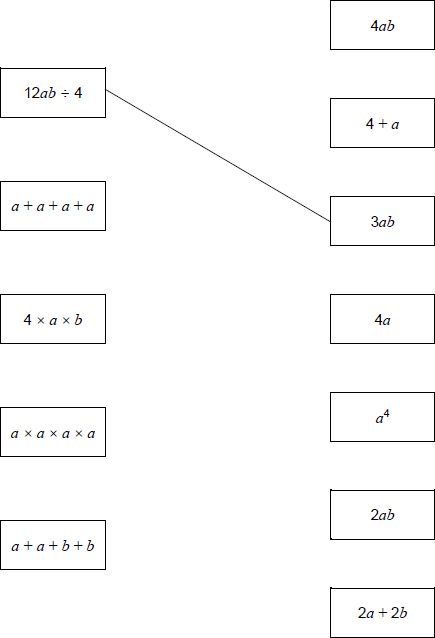 4ab
12ab ÷ 4
4 + a
a + a + a + a
3ab
4 × a × b
4a
a × a × a × a
a⁴
2ab
a + a + b + b
2a + 2b